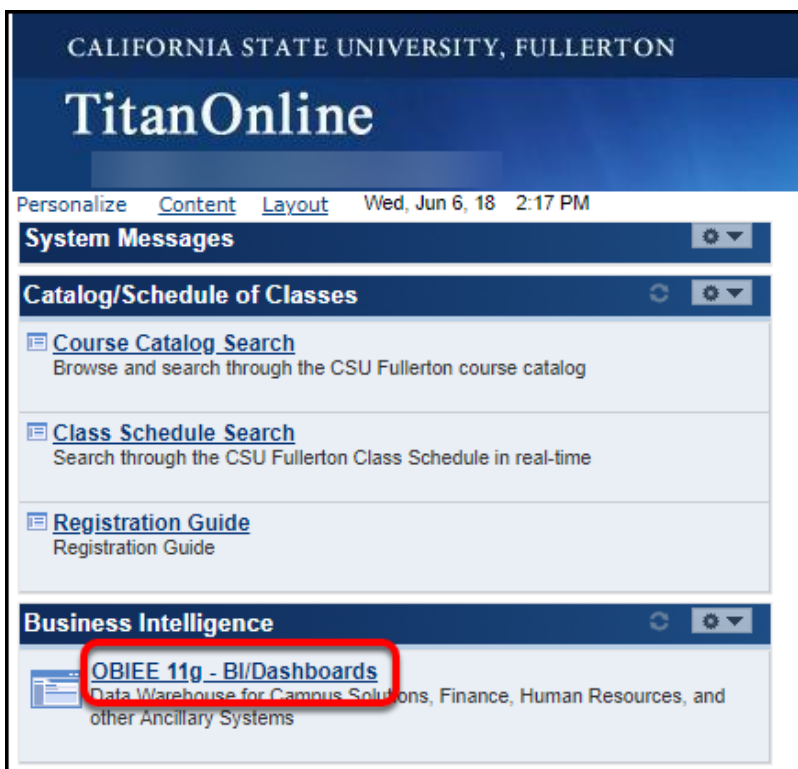 CALIFORNIA STATE UNIVERSITY, FULLERTON
TitanOnline
Personalize Content Layout Wed, Jun 6, 18 2:17 PM
System Messages
Catalog/Schedule of Classes
Course Catalog Search
Browse and search through the CSU Fullerton course catalog
Class Schedule Search
Search through the CSU Fullerton Class Schedule in real-time
Registration Guide
Registration Guide
Business Intelligence
OBIEE 11g - BI/Dashboards
Data Warehouse for Campus Solutions, Finance, Human Resources, and
other Ancillary Systems